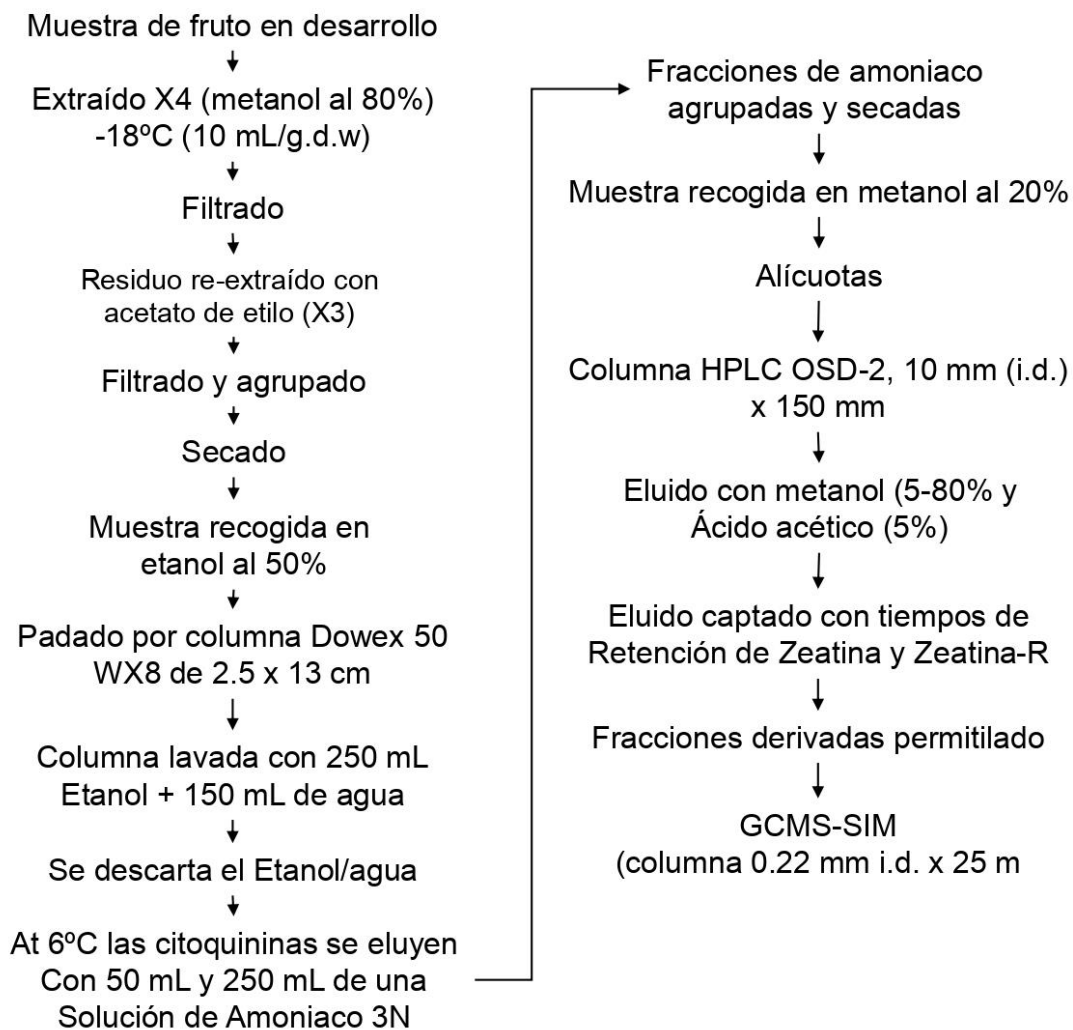 Muestra de fruto en desarrollo
Extraído X4 (metanol al 80%)
-18ºC (10 mL/g.d.w)
Filtrado
Residuo re-extraído con
acetato de etilo (X3)
Filtrado y agrupado
Secado
Muestra recogida en
etanol al 50%
Padado por columna Dowex 50
WX8 de 2.5 x 13 cm
Columna lavada con 250 mL
Etanol + 150 mL de agua
Se descarta el Etanol/agua
At 6ºC las citoquininas se eluyen
Con 50 mL y 250 mL de una
Solución de Amoniaco 3N
Fracciones de amoniaco
agrupadas y secadas
Muestra recogida en metanol al 20%
Alícuotas
Columna HPLC OSD-2, 10 mm (i.d.)
x 150 mm
Eluido con metanol (5-80% y
Ácido acético (5%)
Eluido captado con tiempos de
Retención de Zeatina y Zeatina-R
Fracciones derivadas permitilado
GCMS-SIM
(columna 0.22 mm i.d. x 25 m